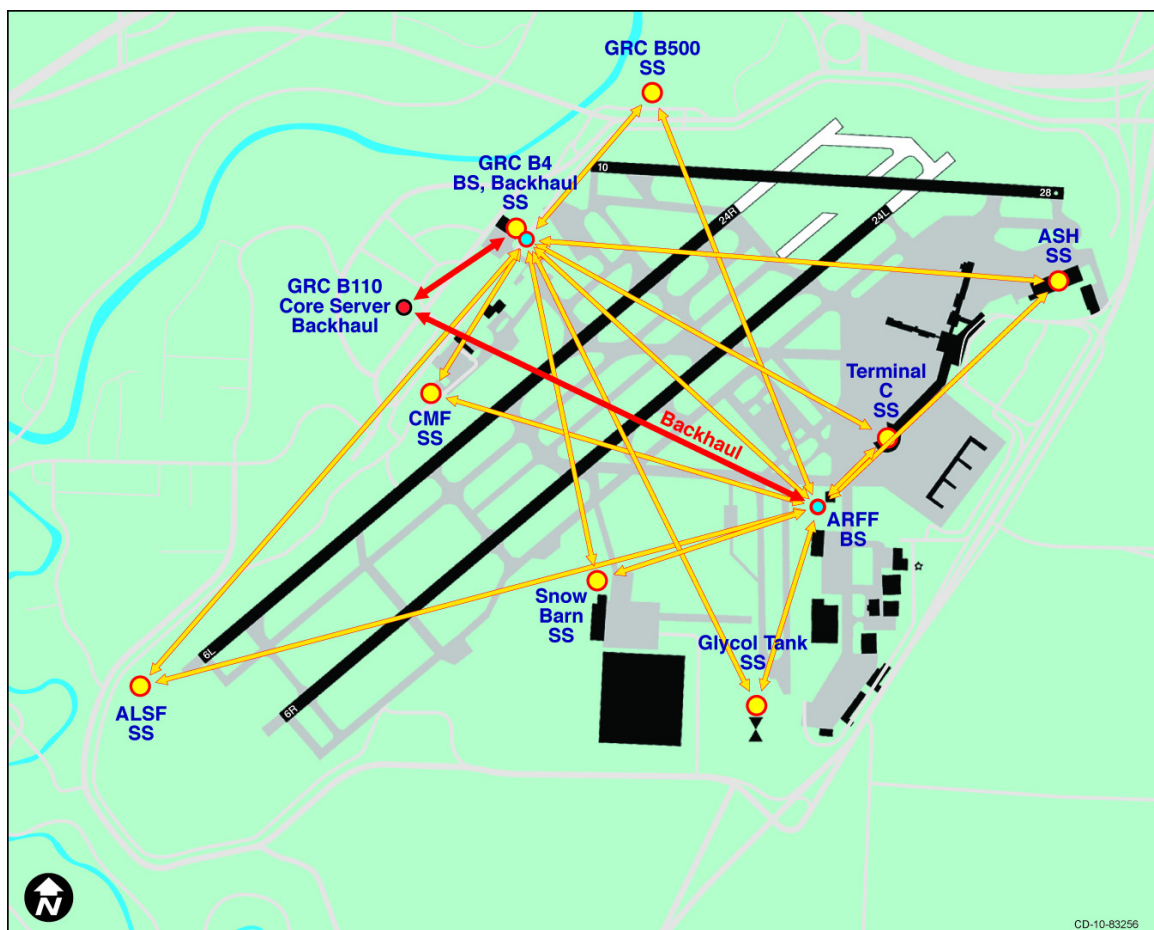 GRC B500
SS
GRC B4
BS, Backhaul
SS
10
28
24R
24L
ASH
SS
GRC B110
Core Server
Backhaul
Terminal
C
SS
CMF
SS
Backhaul
ARFF
BS
Snow
Barn
SS
Glycol Tank
SS
6L
6R
ALSF
SS
N
CD-10-83256